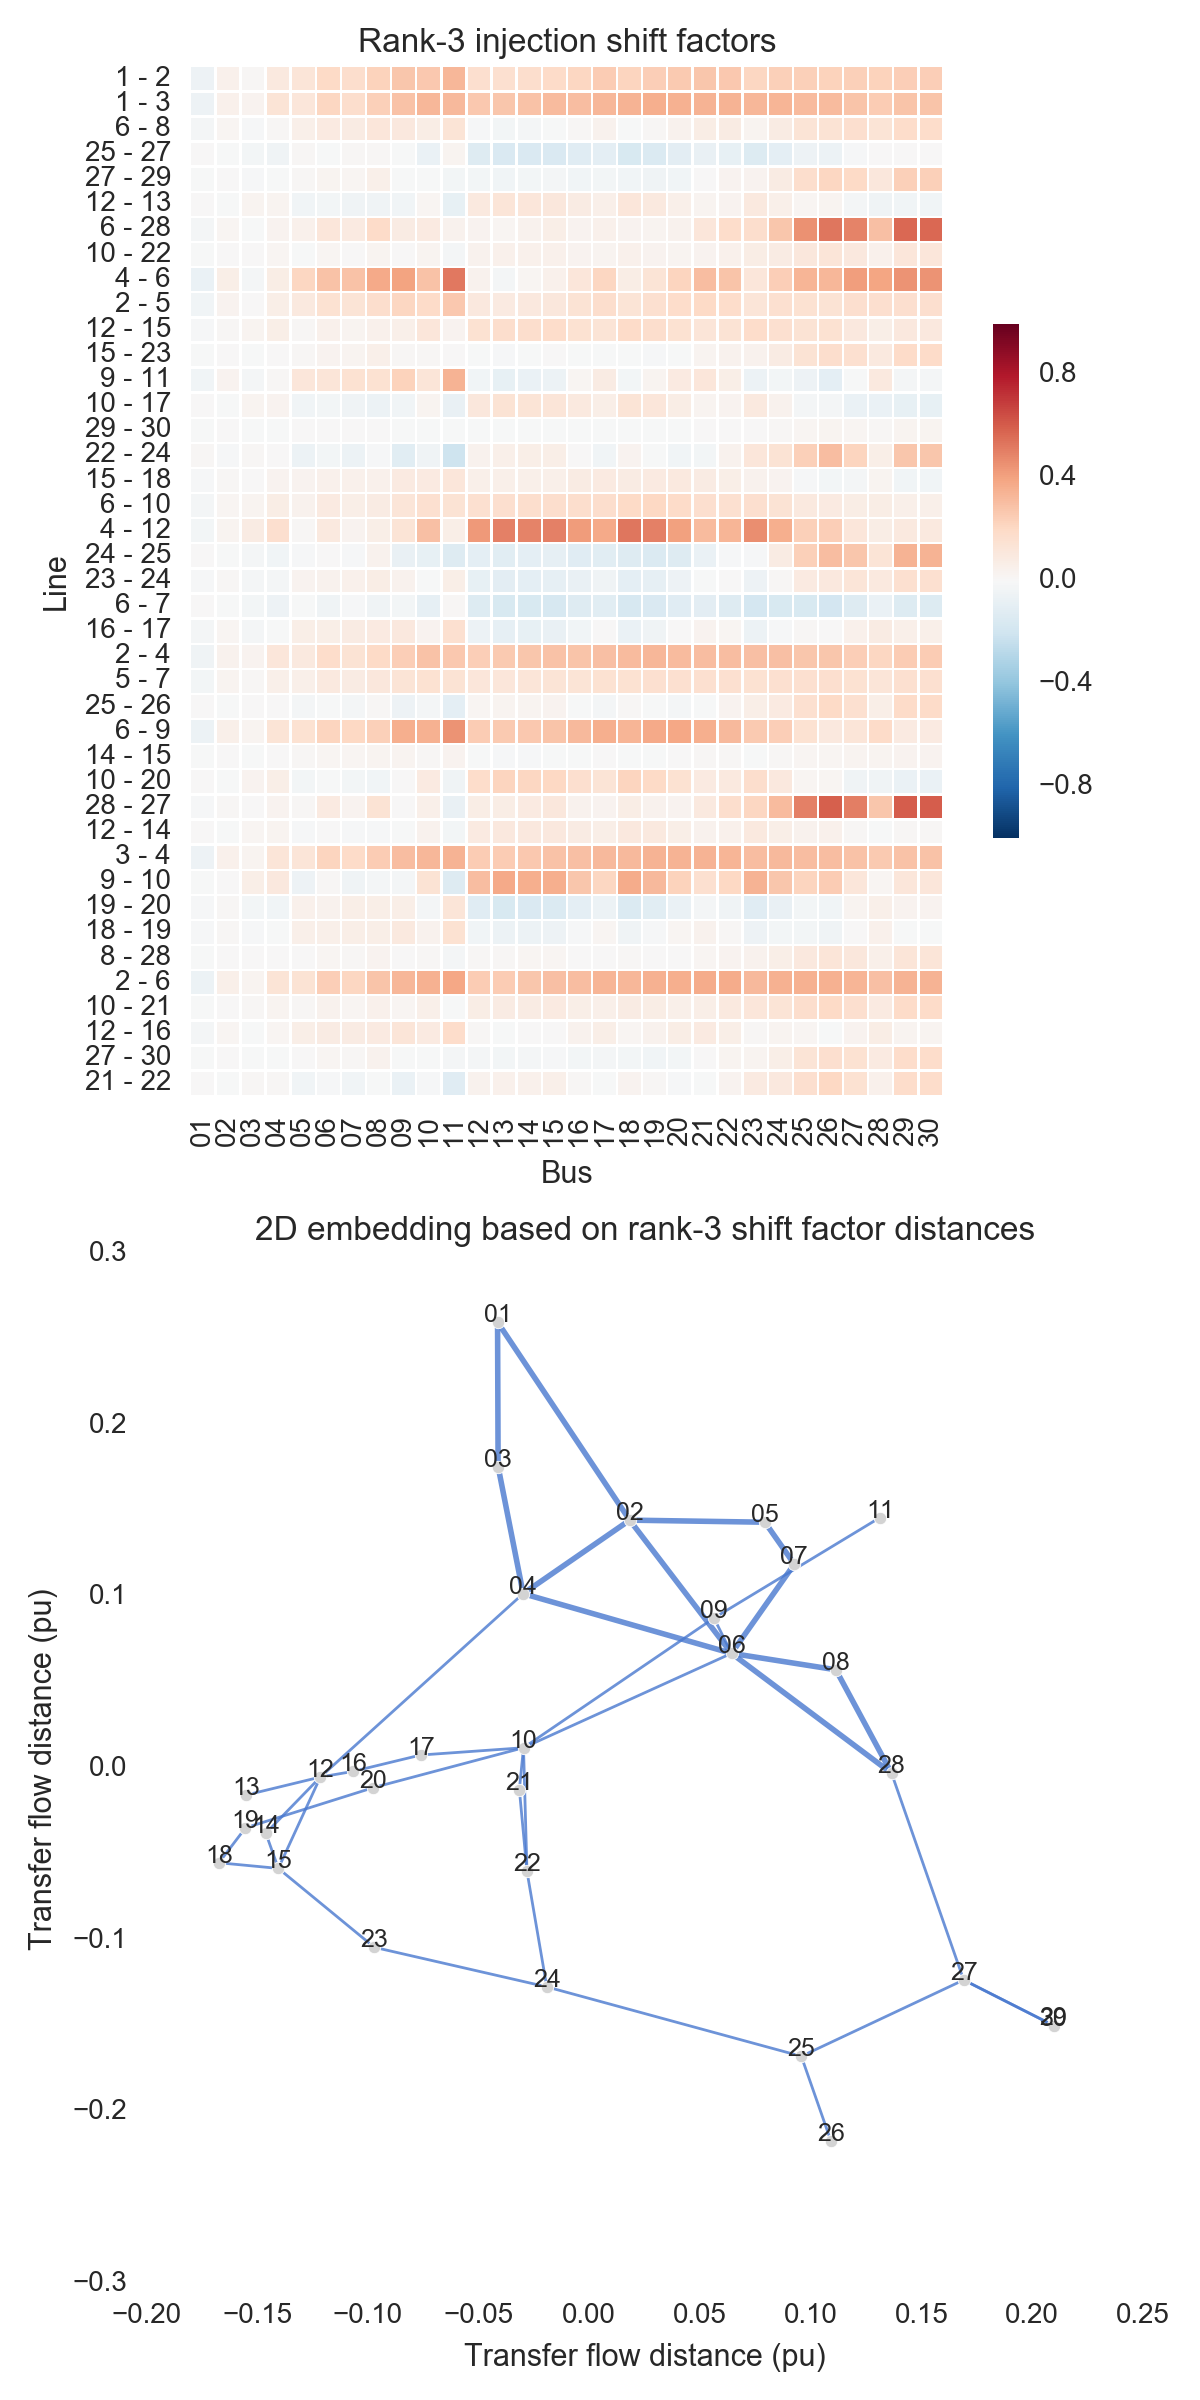 Rank-3 injection shift factors
1 - 2
1 - 3
6 - 8
25 - 27
27 - 29
12 - 13
6 - 28
10 - 22
4 - 6
2 - 5
12 - 15
15 - 23
9 - 11
10 - 17
29 - 30
22 - 24
15 - 18
6 - 10
4 - 12
24 - 25
23 - 24
6 - 7
16 - 17
2 - 4
5 - 7
25 - 26
6 - 9
14 - 15
10 - 20
28 - 27
12 - 14
3 - 4
9 - 10
19 - 20
18 - 19
8 - 28
2 - 6
10 - 21
12 - 16
27 - 30
21 - 22
Line
01 02 03 04 05 06 07 08 09 10 11 12 13 14 15 16 17 18 19 20 21 22 23 24 25 26 27 28 29 30
Bus
0.8
0.4
0.0
−0.4
−0.8
2D embedding based on rank-3 shift factor distances
0.3
0.2
0.1
0.0
−0.1
−0.2
−0.3
Transfer flow distance (pu)
01
03
02
05
11
07
04
09
06
08
10
17
16
12
20
28
13
21
19
14
18
15
22
23
24
27
29
30
25
26
−0.20 −0.15 −0.10 −0.05 0.00 0.05 0.10 0.15 0.20 0.25
Transfer flow distance (pu)